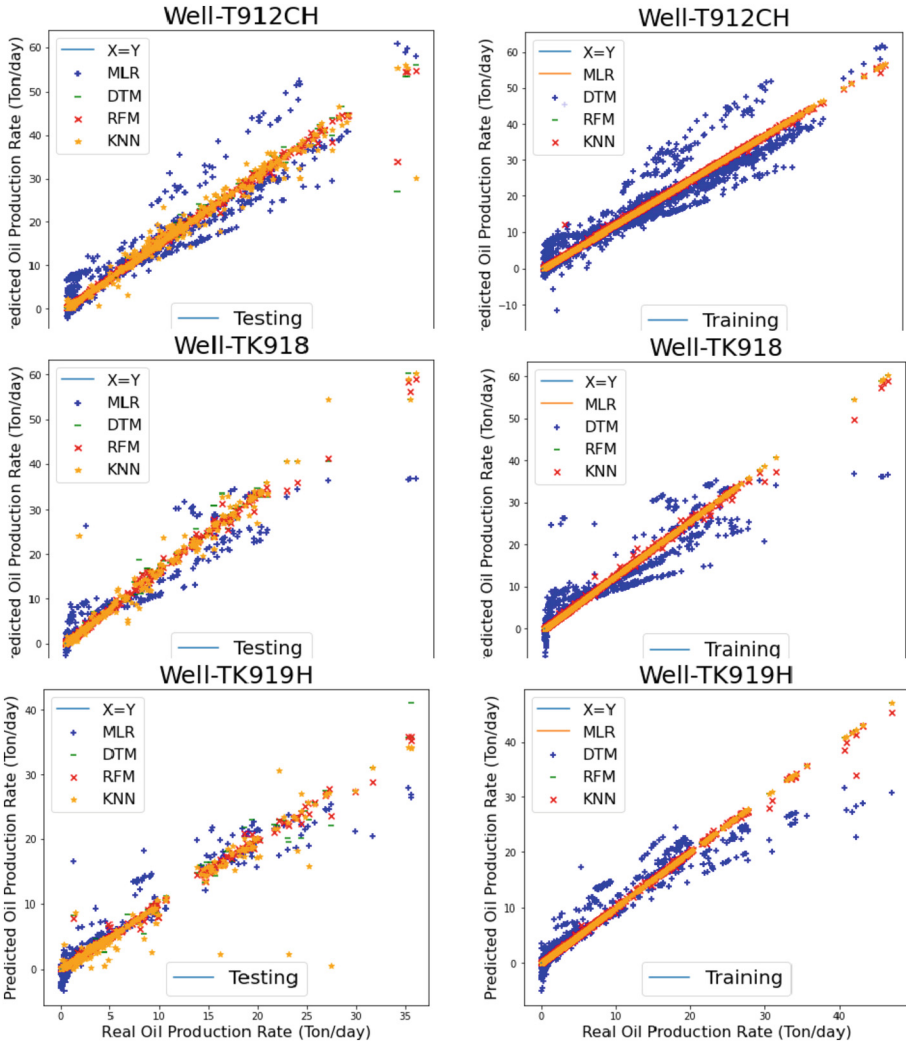 Well-T912CH
redicted Oil Production Rate (Ton/day)
60
50
40
30
20
10
0
X=Y
MLR
DTM
RFM
KNN
Testing
Well-T912CH
redicted Oil Production Rate (Ton/day)
60
50
40
30
20
10
0
−10
X=Y
MLR
DTM
RFM
KNN
Training
Well-TK918
redicted Oil Production Rate (Ton/day)
60
50
40
30
20
10
0
X=Y
MLR
DTM
RFM
KNN
Testing
Well-TK918
redicted Oil Production Rate (Ton/day)
60
50
40
30
20
10
0
X=Y
MLR
DTM
RFM
KNN
Training
Well-TK919H
Predicted Oil Production Rate (Ton/day)
40
30
20
10
0
X=Y
MLR
DTM
RFM
KNN
Testing
0 5 10 15 20 25 30 35
Real Oil Production Rate (Ton/day)
Well-TK919H
Predicted Oil Production Rate (Ton/day)
40
30
20
10
0
X=Y
MLR
DTM
RFM
KNN
Training
0 10 20 30 40
Real Oil Production Rate (Ton/day)